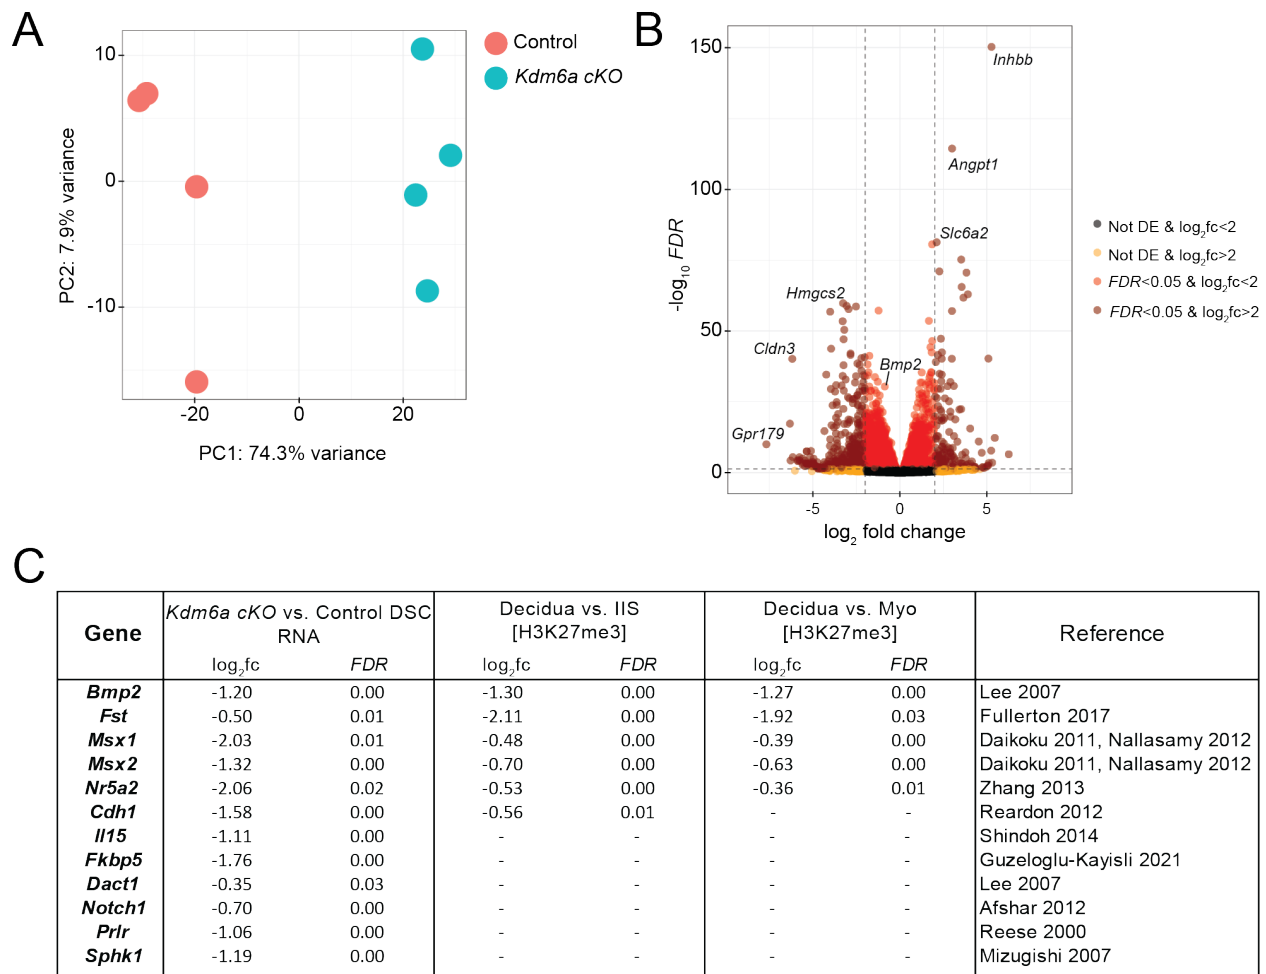 A
10
0
-10
-20
0
20
PC2: 7.9% variance
PC1: 74.3% variance
Control
Kdm6a cKO
B
150
100
50
0
-5
0
5
-log10 FDR
log2 fold change
Inhbb
Angpt1
Slc6a2
Hmgcs2
Cldn3
Bmp2
Gpr179
Not DE & log2fc<2
Not DE & log2fc>2
FDR<0.05 & log2fc<2
FDR<0.05 & log2fc>2
C
Gene
Kdm6a cKO vs. Control DSC
RNA
Decidua vs. IIS
[H3K27me3]
Decidua vs. Myo
[H3K27me3]
Reference
log2fc FDR log2fc FDR log2fc FDR
Bmp2 -1.20 0.00 -1.30 0.00 -1.27 0.00 Lee 2007
Fst -0.50 0.01 -2.11 0.00 -1.92 0.03 Fullerton 2017
Msx1 -2.03 0.01 -0.48 0.00 -0.39 0.00 Daikoku 2011, Nallasamy 2012
Msx2 -1.32 0.00 -0.70 0.00 -0.63 0.00 Daikoku 2011, Nallasamy 2012
Nr5a2 -2.06 0.02 -0.53 0.00 -0.36 0.01 Zhang 2013
Cdh1 -1.58 0.00 -0.56 0.01 - - Reardon 2012
Il15 -1.11 0.00 - - - - Shindoh 2014
Fkbp5 -1.76 0.00 - - - - Guzeloglu-Kayisli 2021
Dact1 -0.35 0.03 - - - - Lee 2007
Notch1 -0.70 0.00 - - - - Afshar 2012
Prlr -1.06 0.00 - - - - Reese 2000
Sphk1 -1.19 0.00 - - - - Mizugishi 2007